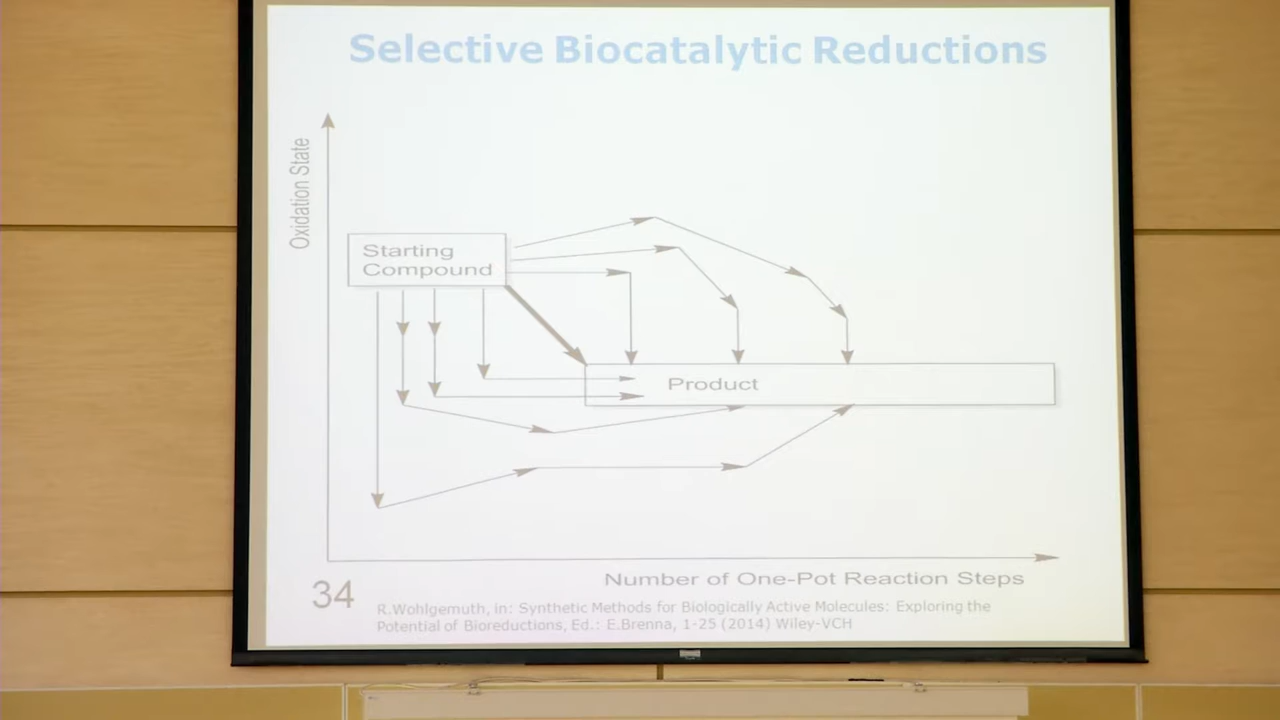 Selective Biocatalytic Reductions
Oxidation State
Starting
Compound
Product
Number of One-Pot Reaction Steps
34
R.Wohlgemuth, in: Synthetic Methods for Biologically Active Molecules: Exploring the
Potential of Bioreductions, Ed.: E.Brenna, 1-25 (2014) Wiley-VCH